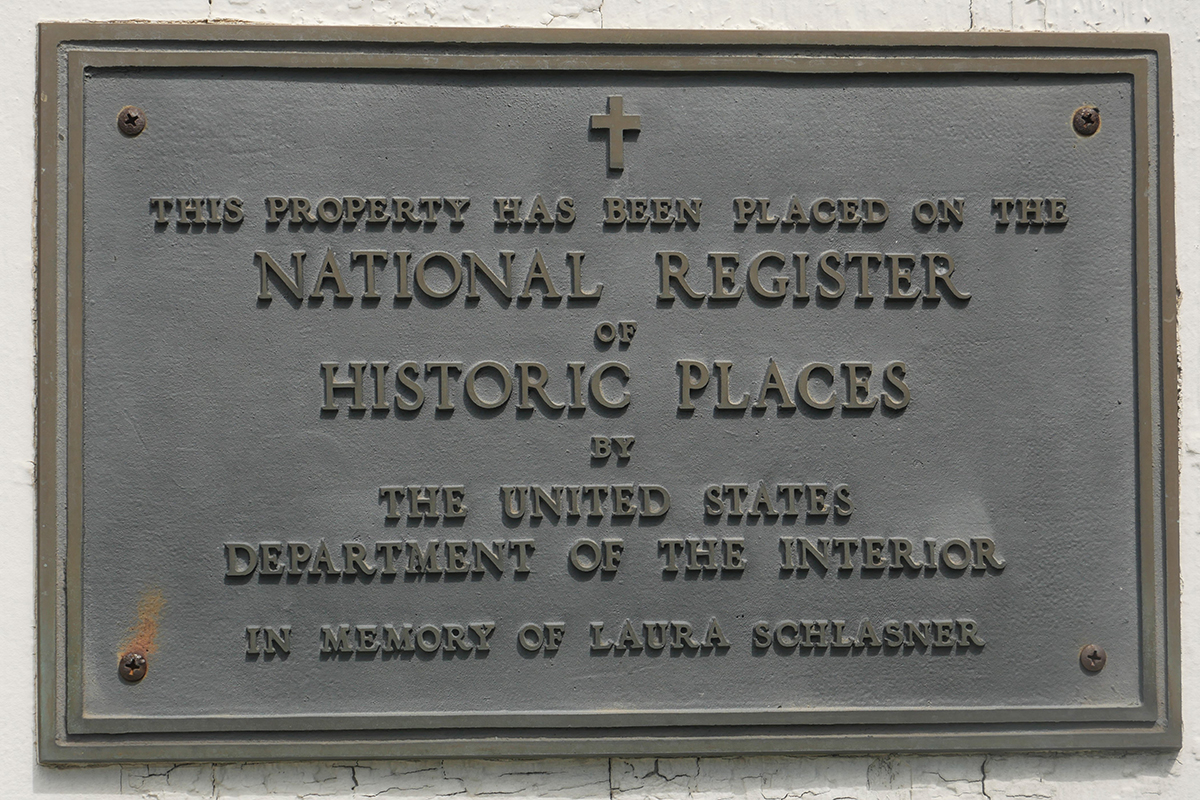 THIS PROPERTY HAS BEEN PLACED ON THE
NATIONAL REGISTER
OF
HISTORIC PLACES
BY
THE UNITED STATES
DEPARTMENT OF THE INTERIOR
IN MEMORY OF LAURA SCHLASNER